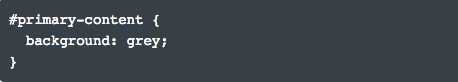 #primary-content {
  background: grey;
}